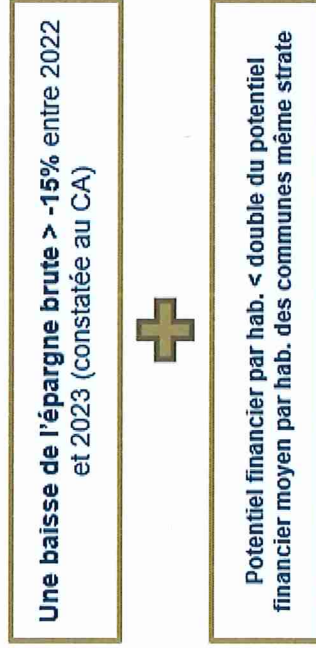 Une baisse de l'épargne brute > -15% entre 2022
et 2023 (constatée au CA)
Potentiel financier par hab. < double du potentiel
financier moyen par hab. des communes même strate